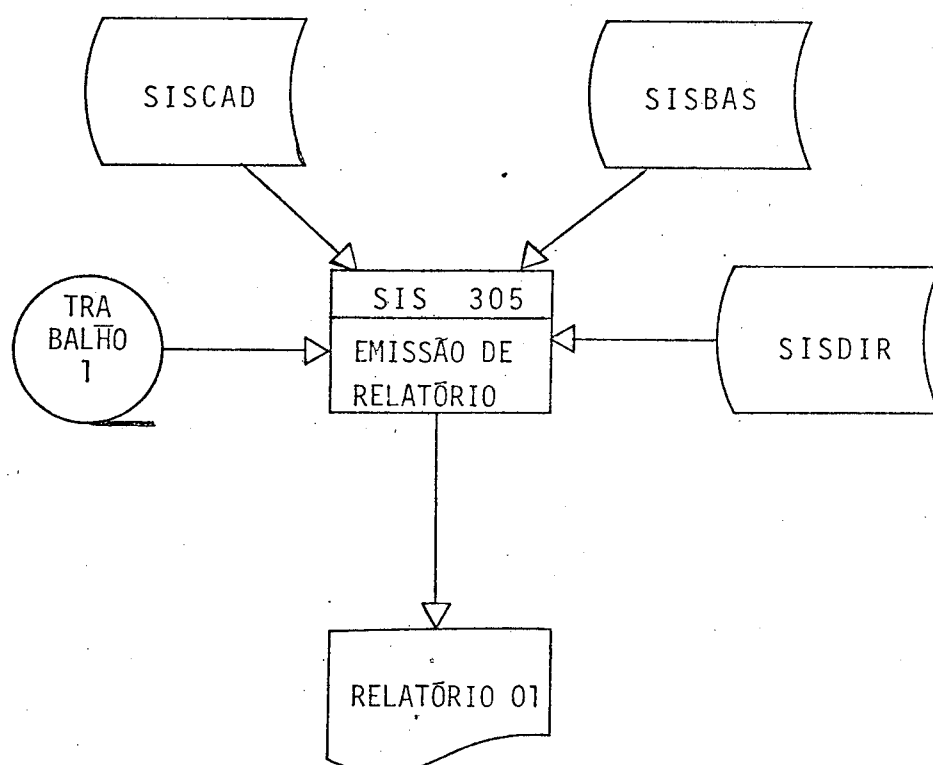 SISCAD
SISBAS
SIS 305
EMISSÃO DE
RELATÓRIO
TRA
BALHO
1
SISDIR
RELATÓRIO 01